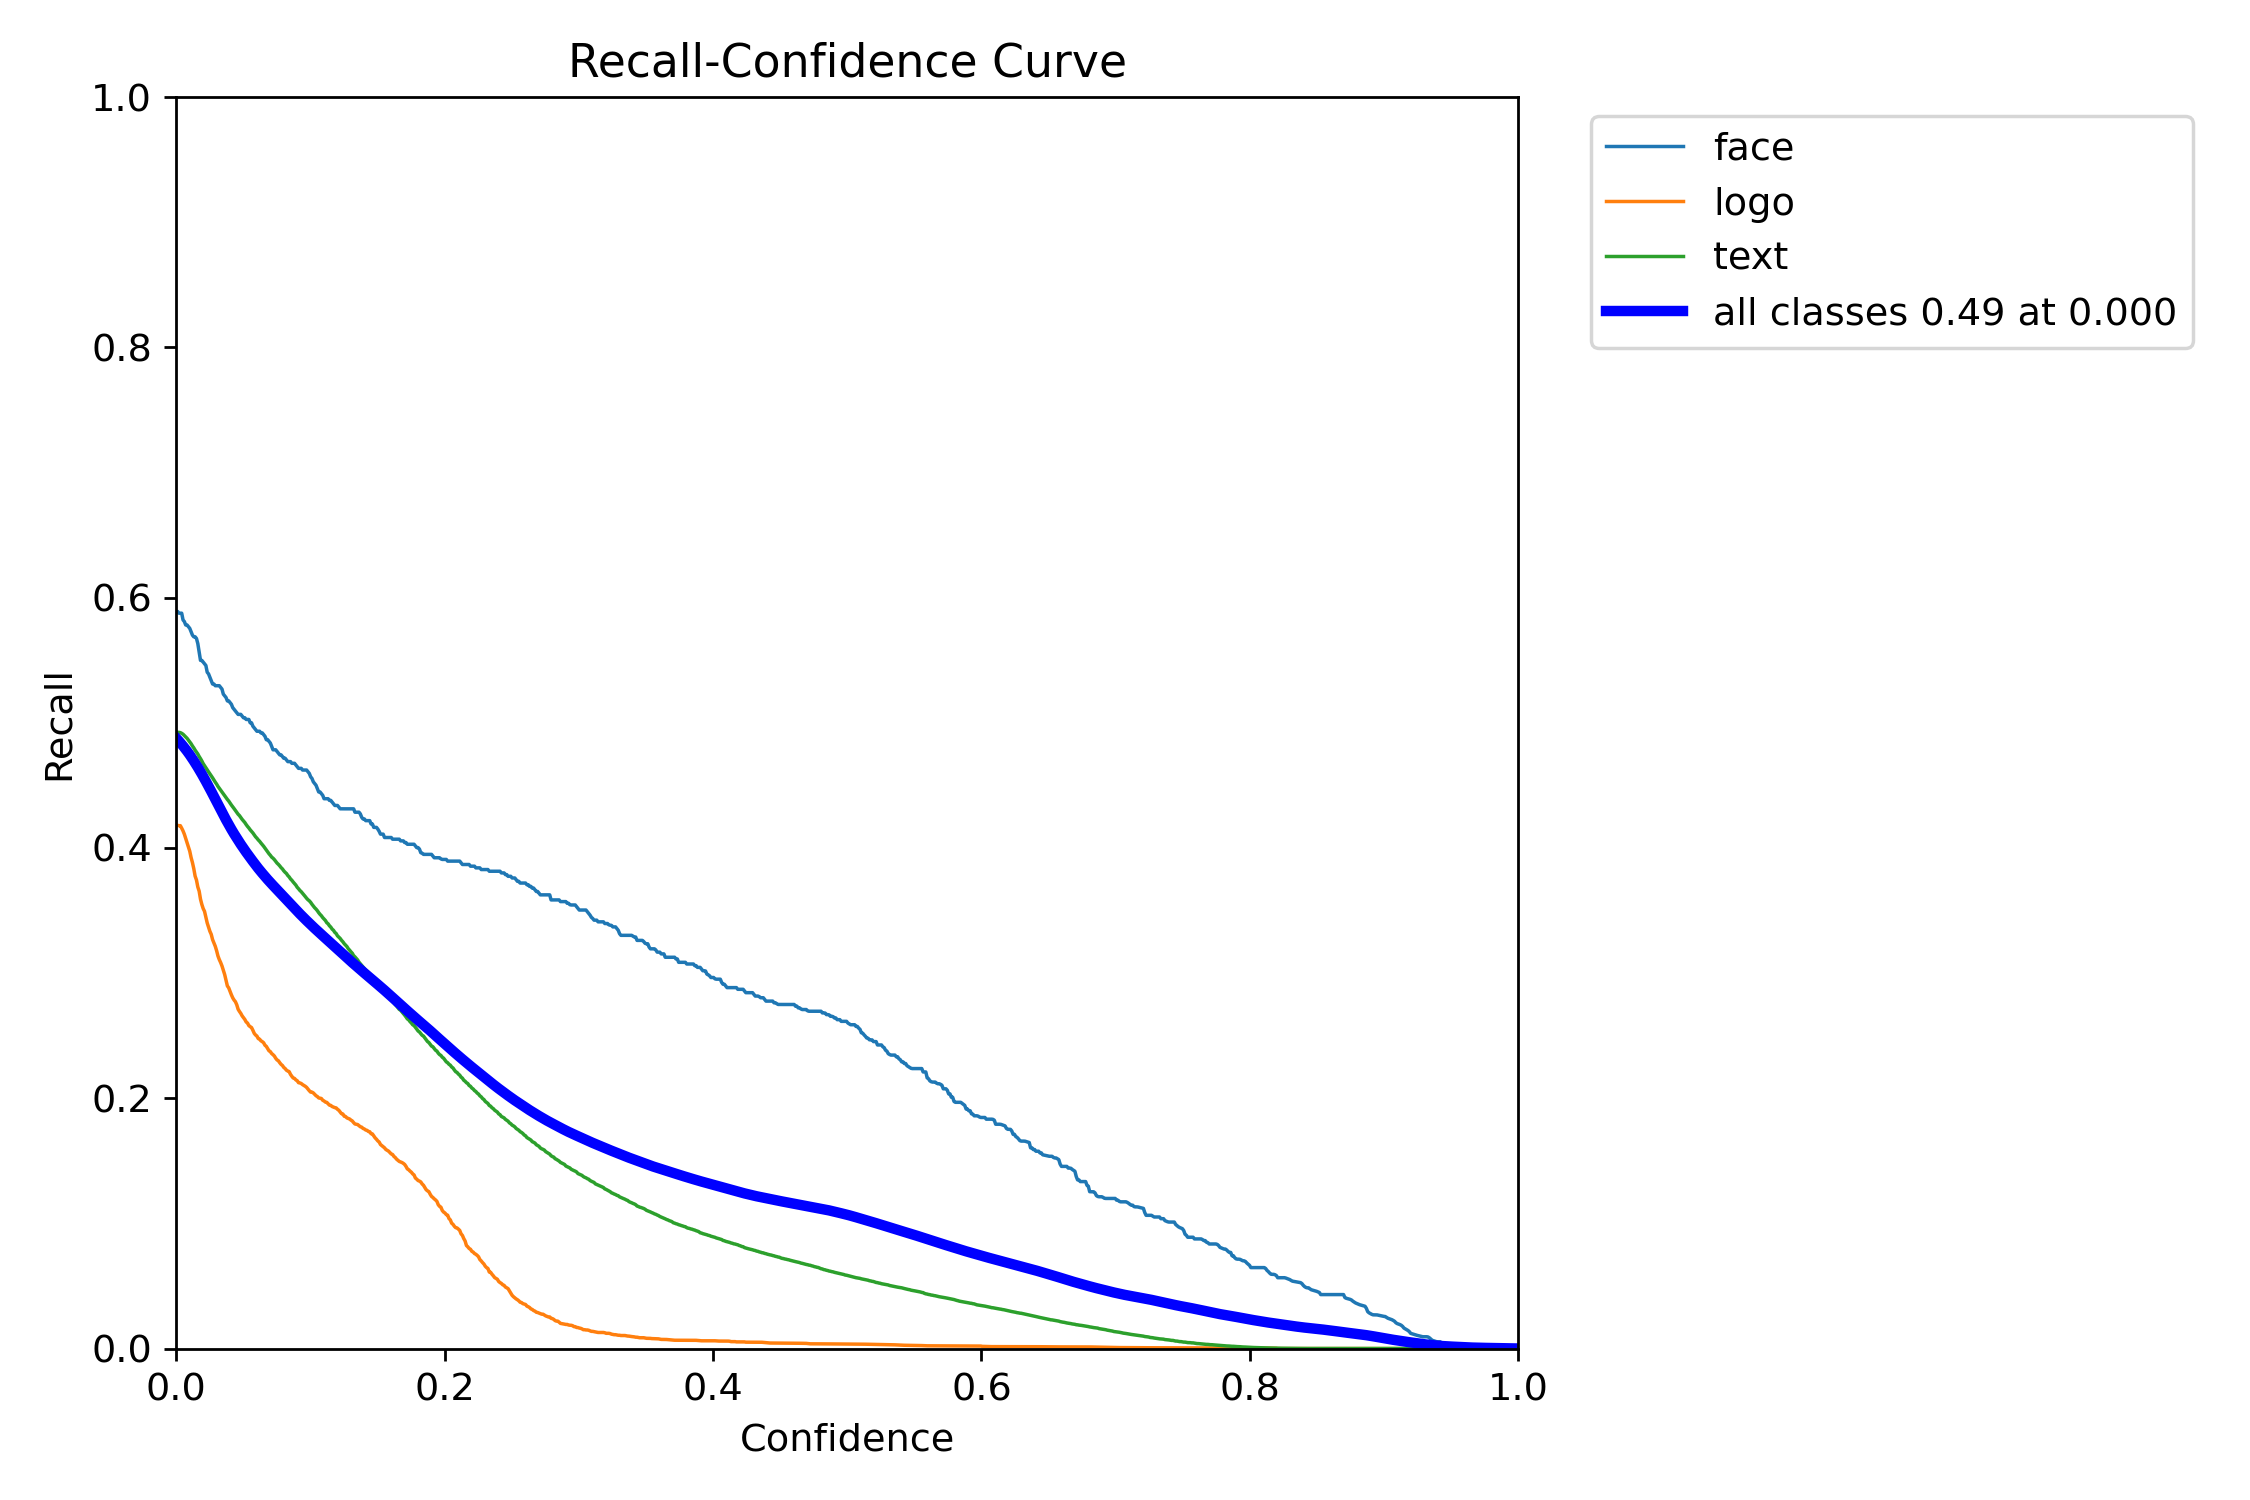 Recall-Confidence Curve
1.0
0.8
0.6
0.4
0.2
0.0
Recall
0.0 0.2 0.4 0.6 0.8 1.0
Confidence
face
logo
text
all classes 0.49 at 0.000